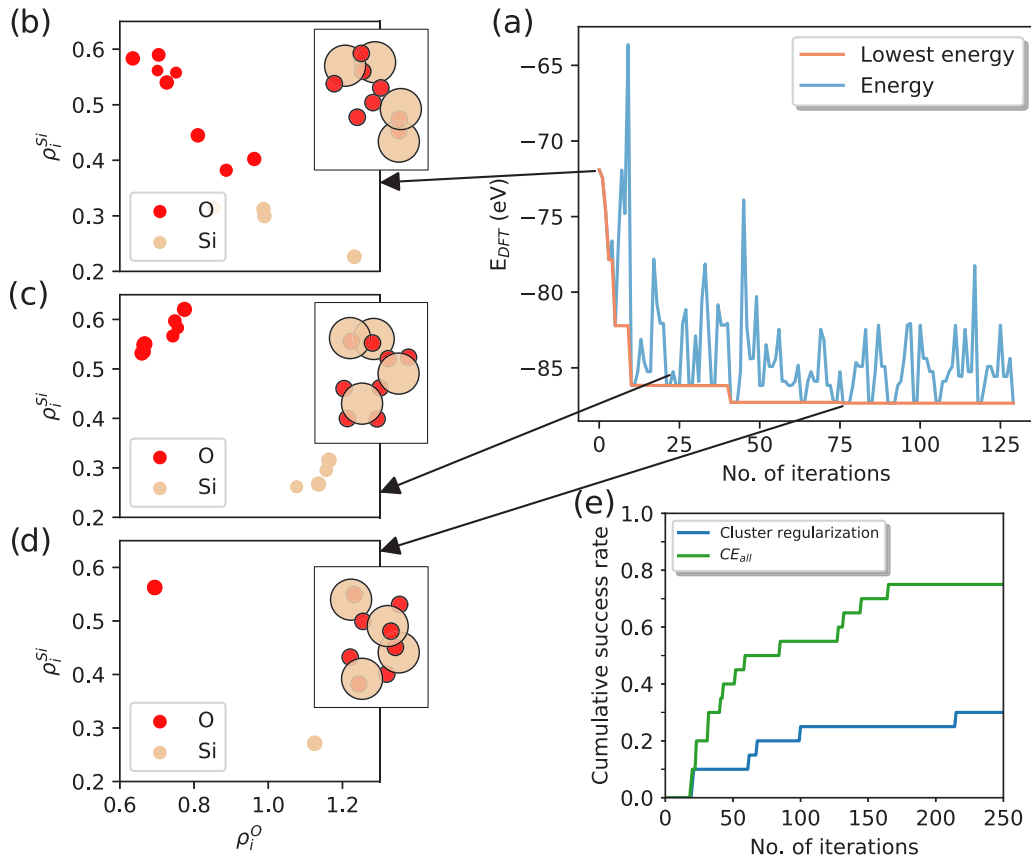 (b)
0.6
0.5
0.4
0.3
0.2
ρ_i^Si
O
Si
(a)
−65
−70
−75
−80
−85
E_DFT (eV)
Lowest energy
Energy
0 25 50 75 100 125
No. of iterations
(c)
0.6
0.5
0.4
0.3
0.2
ρ_i^Si
O
Si
(d)
0.6
0.5
0.4
0.3
0.2
ρ_i^Si
O
Si
0.6 0.8 1.0 1.2
ρ_i^O
(e)
1.0
0.8
0.6
0.4
0.2
0.0
Cumulative success rate
Cluster regularization
CE_all
0 50 100 150 200 250
No. of iterations